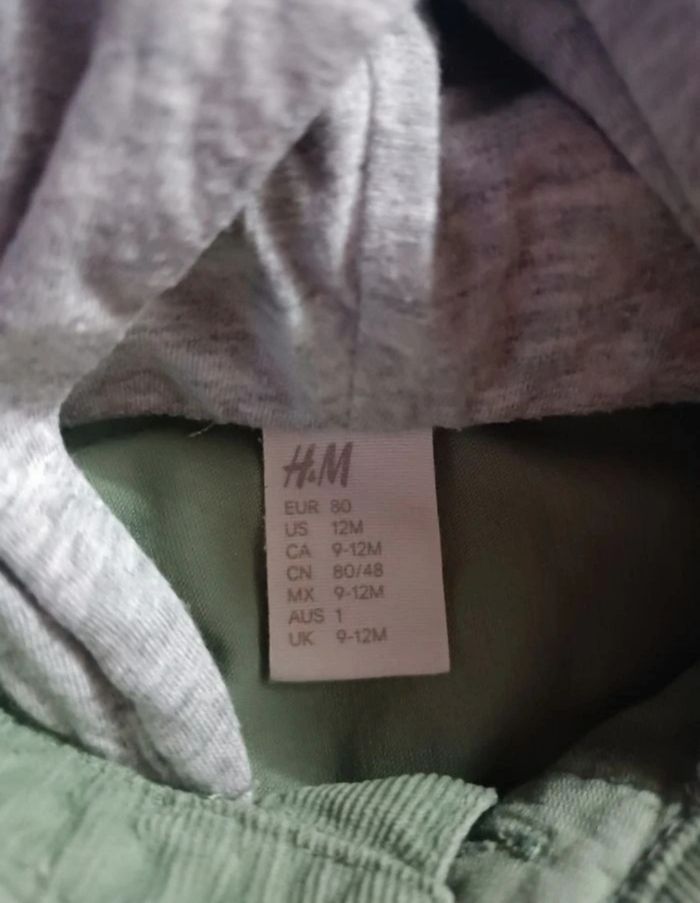 H&M
EUR 80
US 12M
CA 9-12M
CN 80/48
MX 9-12M
AUS 1
UK 9-12M